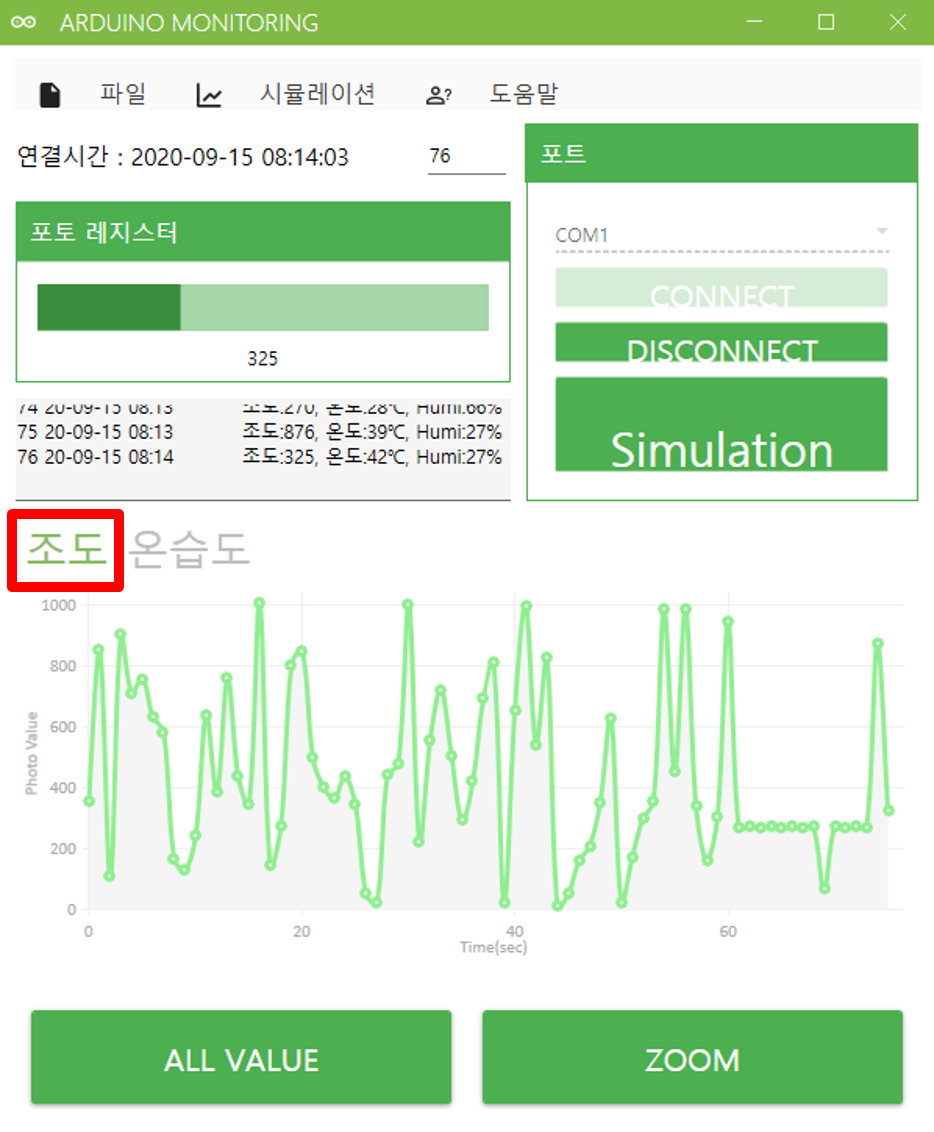 ARDUINO MONITORING
파일 시뮬레이션 도움말
연결시간 : 2020-09-15 08:14:03 76
포트
COM1
CONNECT
DISCONNECT
Simulation
포토 레지스터
325
74 20-09-15 08:13 조도:270, 온도:28℃, Humi:66%
75 20-09-15 08:13 조도:876, 온도:39℃, Humi:27%
76 20-09-15 08:14 조도:325, 온도:42℃, Humi:27%
조도 온습도
Photo Value
1000
800
600
400
200
0
0 20 40 60
Time(sec)
ALL VALUE ZOOM